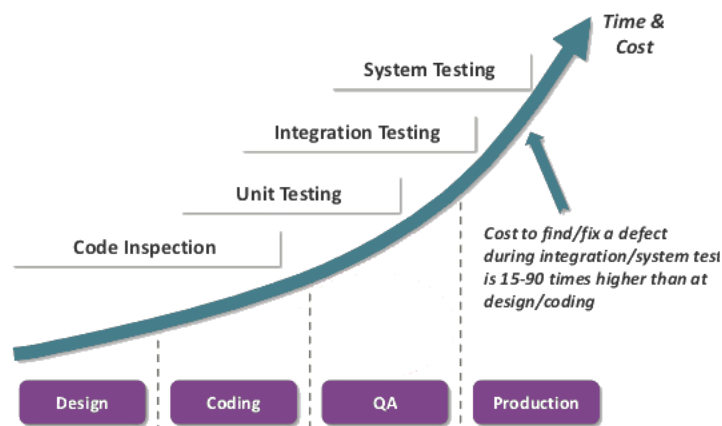 Time &
Cost
System Testing
Integration Testing
Unit Testing
Code Inspection
Cost to find/fix a defect
during integration/system test
is 15-90 times higher than at
design/coding
Design
Coding
QA
Production